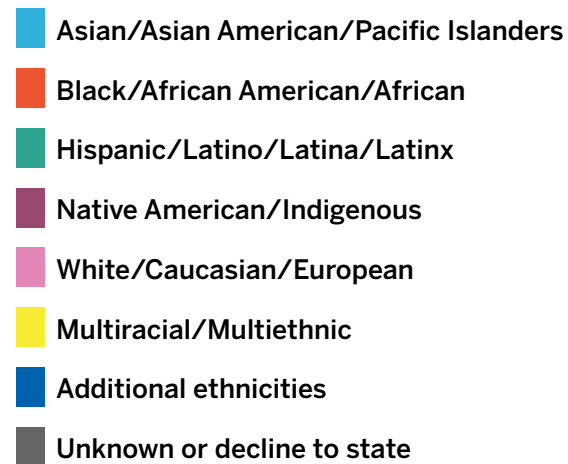 Asian/Asian American/Pacific Islanders
Black/African American/African
Hispanic/Latino/Latina/Latinx
Native American/Indigenous
White/Caucasian/European
Multiracial/Multiethnic
Additional ethnicities
Unknown or decline to state